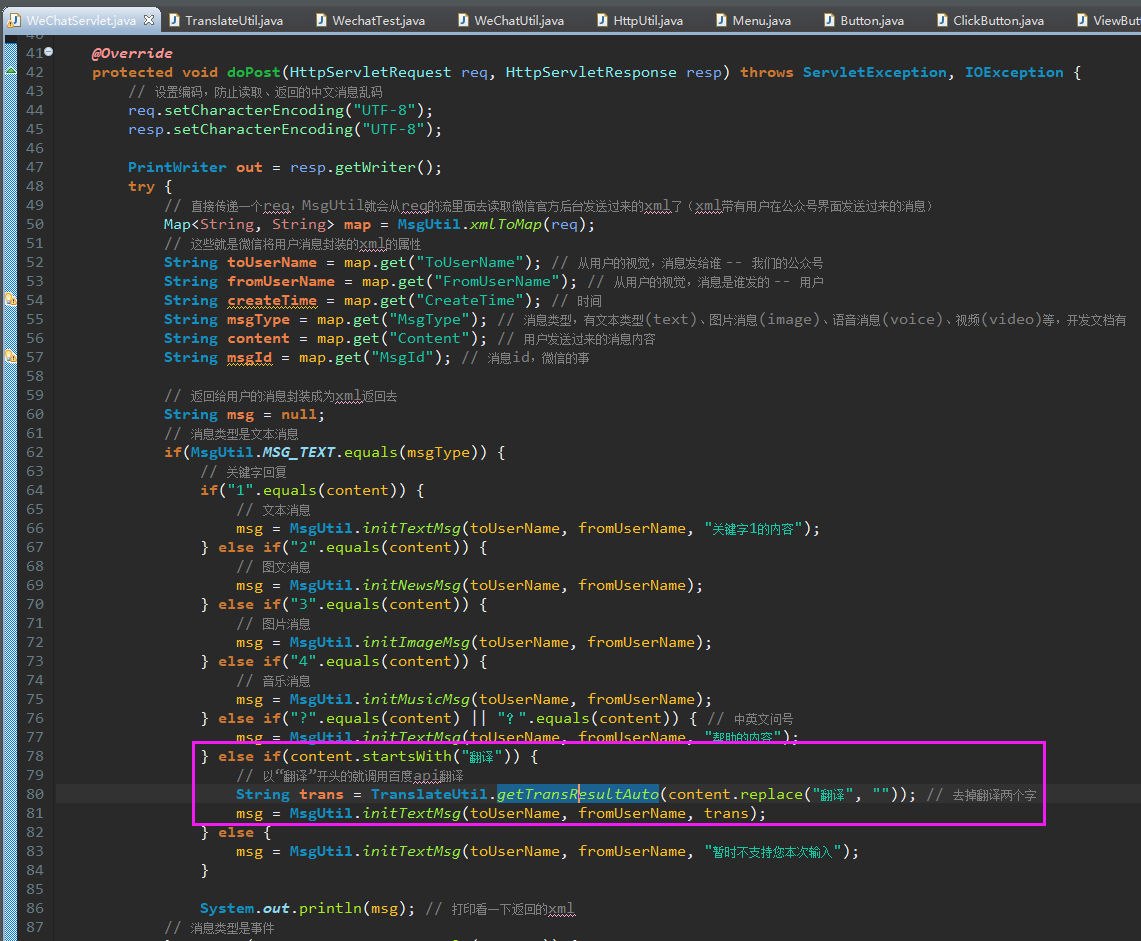 WeChatServlet.java TranslateUtil.java WechatTest.java WeChatUtil.java HttpUtil.java Menu.java Button.java ClickButton.java ViewBut
40
41 @Override
42 protected void doPost(HttpServletRequest req, HttpServletResponse resp) throws ServletException, IOException {
43 // 设置编码，防止读取、返回的中文消息乱码
44 req.setCharacterEncoding("UTF-8");
45 resp.setCharacterEncoding("UTF-8");
46
47 PrintWriter out = resp.getWriter();
48 try {
49 // 直接传递一个req，MsgUtil就会从req的流里面去读取微信官方后台发送过来的xml了（xml带有用户在公众号界面发送过来的消息）
50 Map<String, String> map = MsgUtil.xmlToMap(req);
51 // 这些就是微信将用户消息封装的xml的属性
52 String toUserName = map.get("ToUserName"); // 从用户的视觉，消息发给谁 -- 我们的公众号
53 String fromUserName = map.get("FromUserName"); // 从用户的视觉，消息是谁发的 -- 用户
54 String createTime = map.get("CreateTime"); // 时间
55 String msgType = map.get("MsgType"); // 消息类型，有文本类型(text)、图片消息(image)、语音消息(voice)、视频(video)等，开发文档有
56 String content = map.get("Content"); // 用户发送过来的消息内容
57 String msgId = map.get("MsgId"); // 消息id，微信的事
58
59 // 返回给用户的消息封装成为xml返回去
60 String msg = null;
61 // 消息类型是文本消息
62 if(MsgUtil.MSG_TEXT.equals(msgType)) {
63 // 关键字回复
64 if("1".equals(content)) {
65 // 文本消息
66 msg = MsgUtil.initTextMsg(toUserName, fromUserName, "关键字1的内容");
67 } else if("2".equals(content)) {
68 // 图文消息
69 msg = MsgUtil.initNewsMsg(toUserName, fromUserName);
70 } else if("3".equals(content)) {
71 // 图片消息
72 msg = MsgUtil.initImageMsg(toUserName, fromUserName);
73 } else if("4".equals(content)) {
74 // 音乐消息
75 msg = MsgUtil.initMusicMsg(toUserName, fromUserName);
76 } else if("?".equals(content) || "？".equals(content)) { // 中英文问号
77 msg = MsgUtil.initTextMsg(toUserName, fromUserName, "帮助的内容");
78 } else if(content.startsWith("翻译")) {
79 // 以“翻译”开头的就调用百度api翻译
80 String trans = TranslateUtil.getTransResultAuto(content.replace("翻译", "")); // 去掉翻译两个字
81 msg = MsgUtil.initTextMsg(toUserName, fromUserName, trans);
82 } else {
83 msg = MsgUtil.initTextMsg(toUserName, fromUserName, "暂时不支持您本次输入");
84 }
85
86 System.out.println(msg); // 打印看一下返回的xml
87 // 消息类型是事件